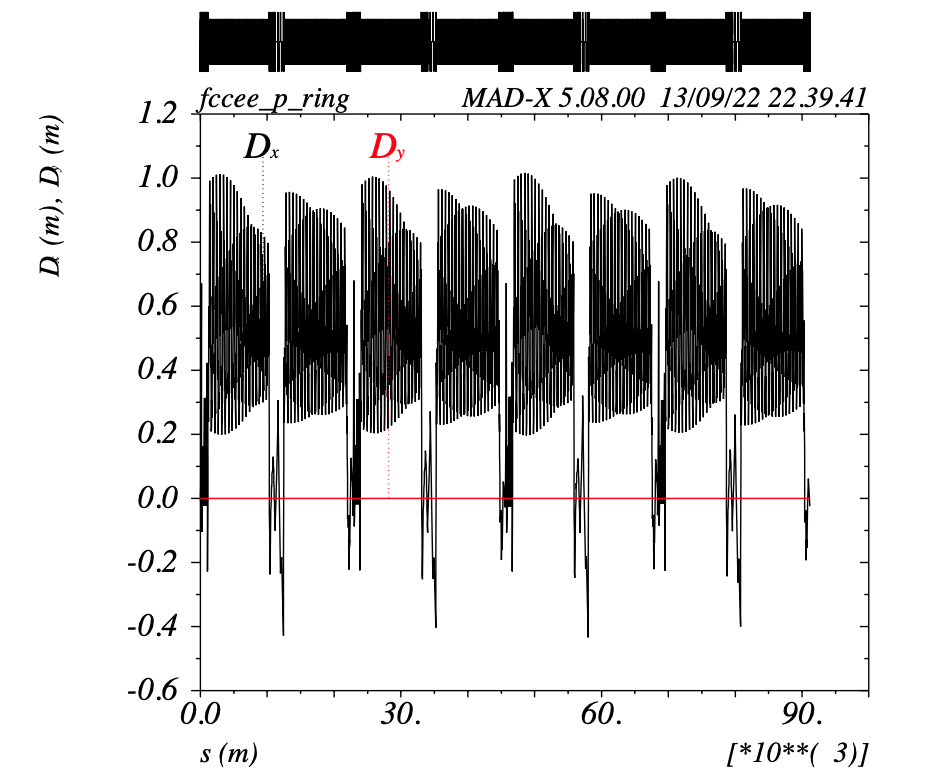 fccee_p_ring MAD-X 5.08.00 13/09/22 22.39.41
Dx (m), Dy (m)
Dx Dy
1.2
1.0
0.8
0.6
0.4
0.2
0.0
-0.2
-0.4
-0.6
0.0 30. 60. 90.
s (m) [*10**( 3)]